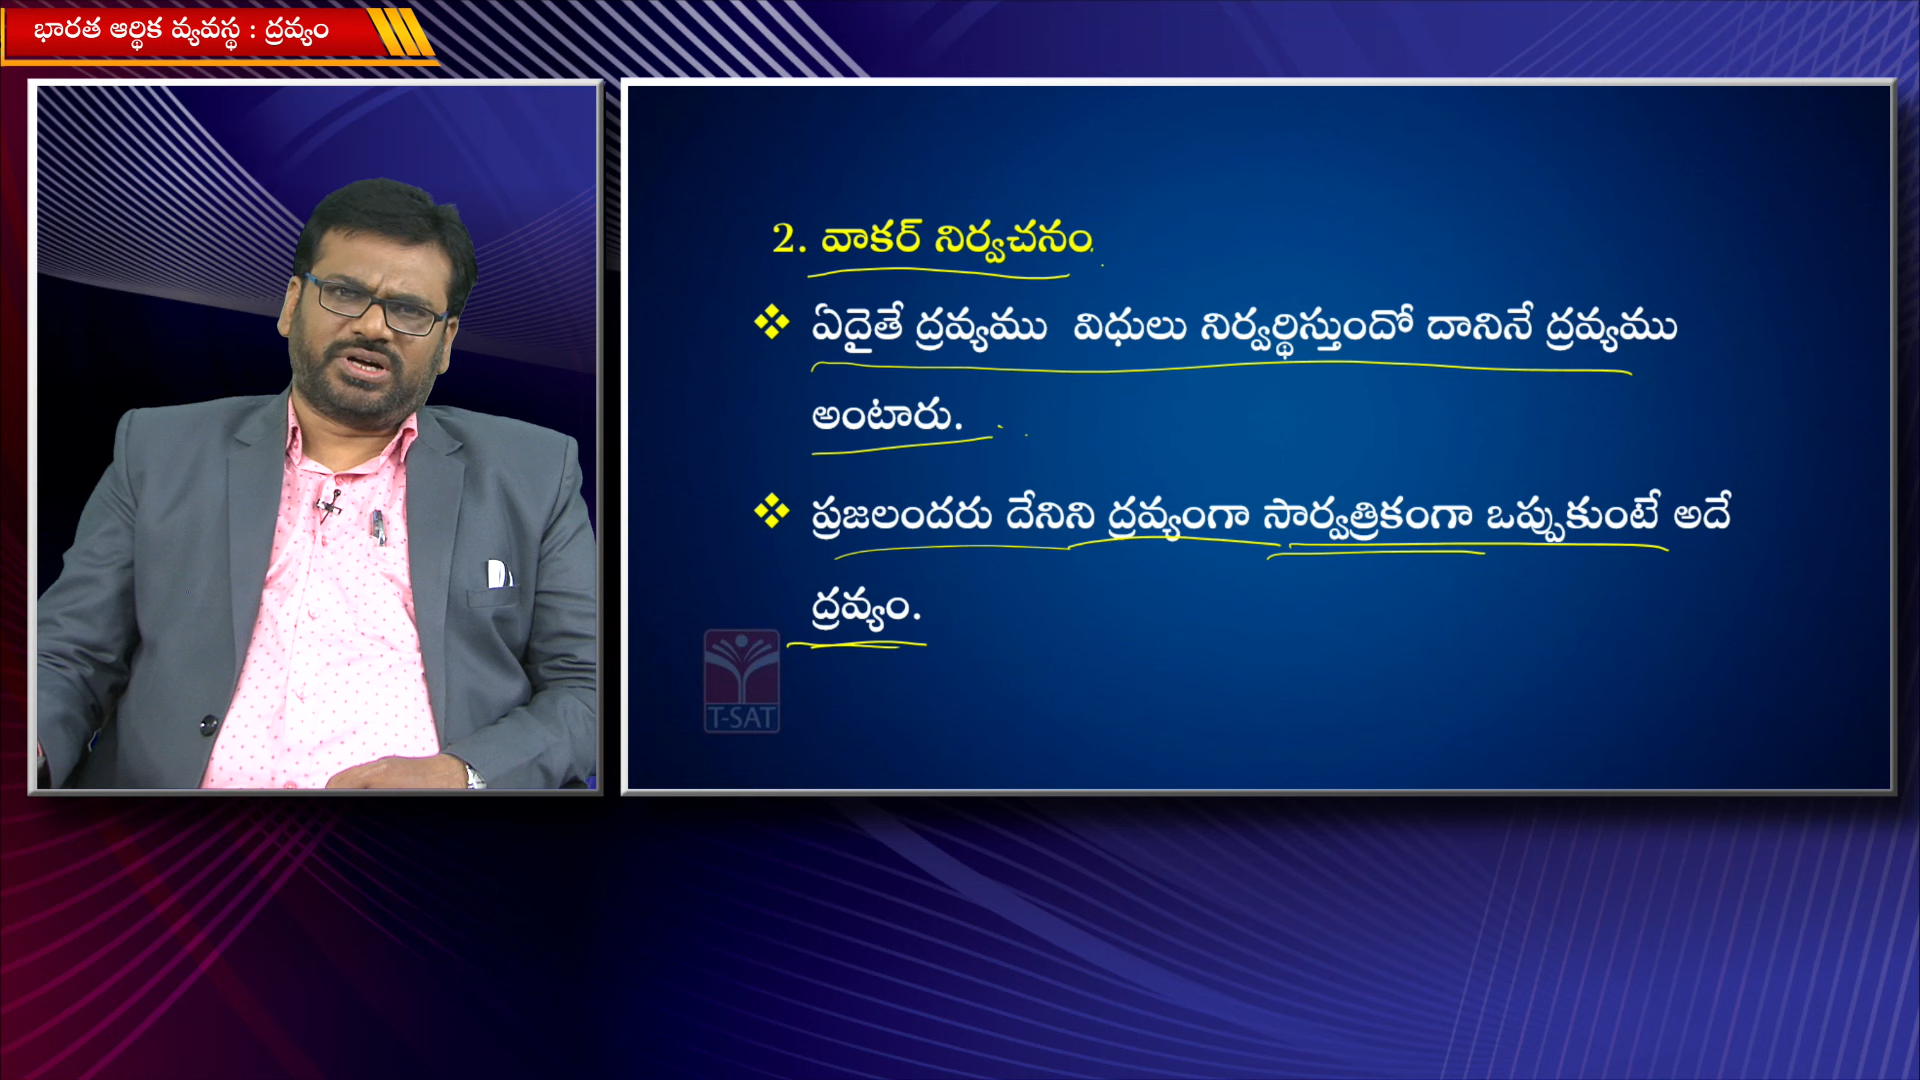 భారత ఆర్థిక వ్యవస్థ : ద్రవ్యం
2. వాకర్ నిర్వచనం
ఏదైతే ద్రవ్యము విధులు నిర్వర్థిస్తుందో దానినే ద్రవ్యము
అంటారు.
ప్రజలందరు దేనిని ద్రవ్యంగా సార్వత్రికంగా ఒప్పుకుంటే అదే
ద్రవ్యం.
T-SAT